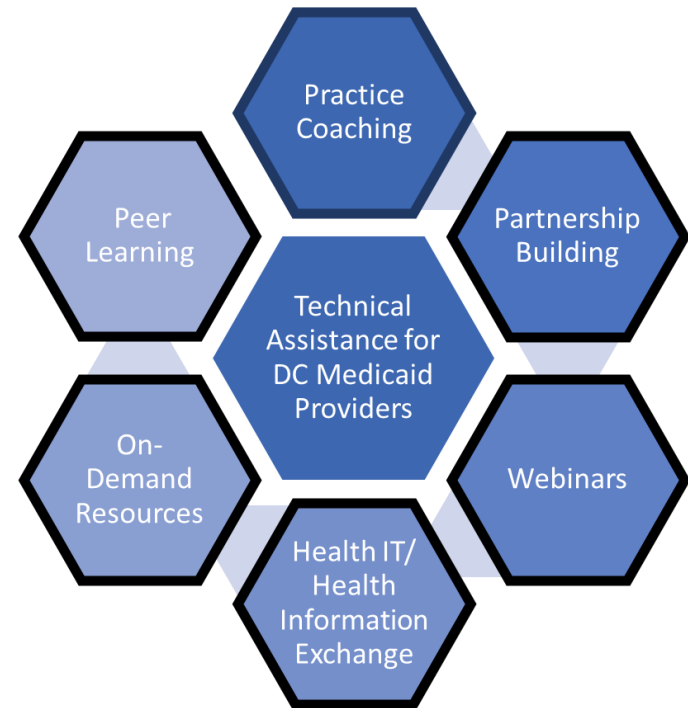 Practice
Coaching
Peer
Learning
Partnership
Building
Technical
Assistance for
DC Medicaid
Providers
On-
Demand
Resources
Webinars
Health IT/
Health
Information
Exchange